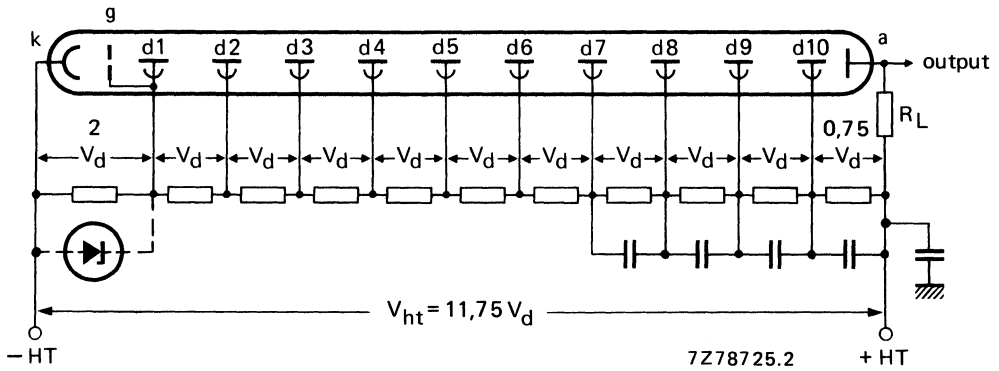 g
k d1 d2 d3 d4 d5 d6 d7 d8 d9 d10 a
output
R_L
2 0,75
V_d V_d V_d V_d V_d V_d V_d V_d V_d V_d V_d
V_ht = 11,75 V_d
− HT + HT
7Z78725.2